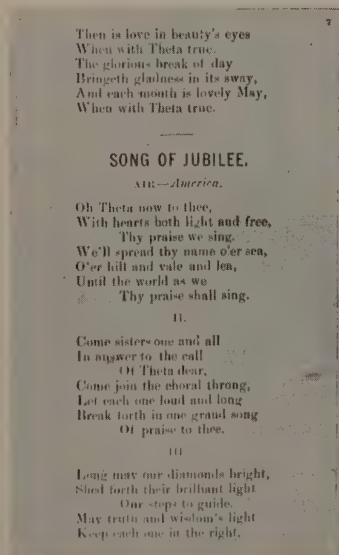 7
Then is love in beauty's eyes
When with Theta true.
The glorious break of day
Bringeth gladness in its sway,
And each month is lovely May,
When with Theta true.
SONG OF JUBILEE.
AIR—America.
Oh Theta now to thee,
With hearts both light and free,
Thy praise we sing.
We'll spread thy name o'er sea,
O'er hill and vale and lea,
Until the world as we
Thy praise shall sing.
II.
Come sisters one and all
In answer to the call
Of Theta dear,
Come join the choral throng,
Let each one loud and long
Break forth in one grand song
Of praise to thee.
III
Long may our diamonds bright,
Shed forth their brilliant light
Our steps to guide.
May truth and wisdom's light
Keep each one in the right,